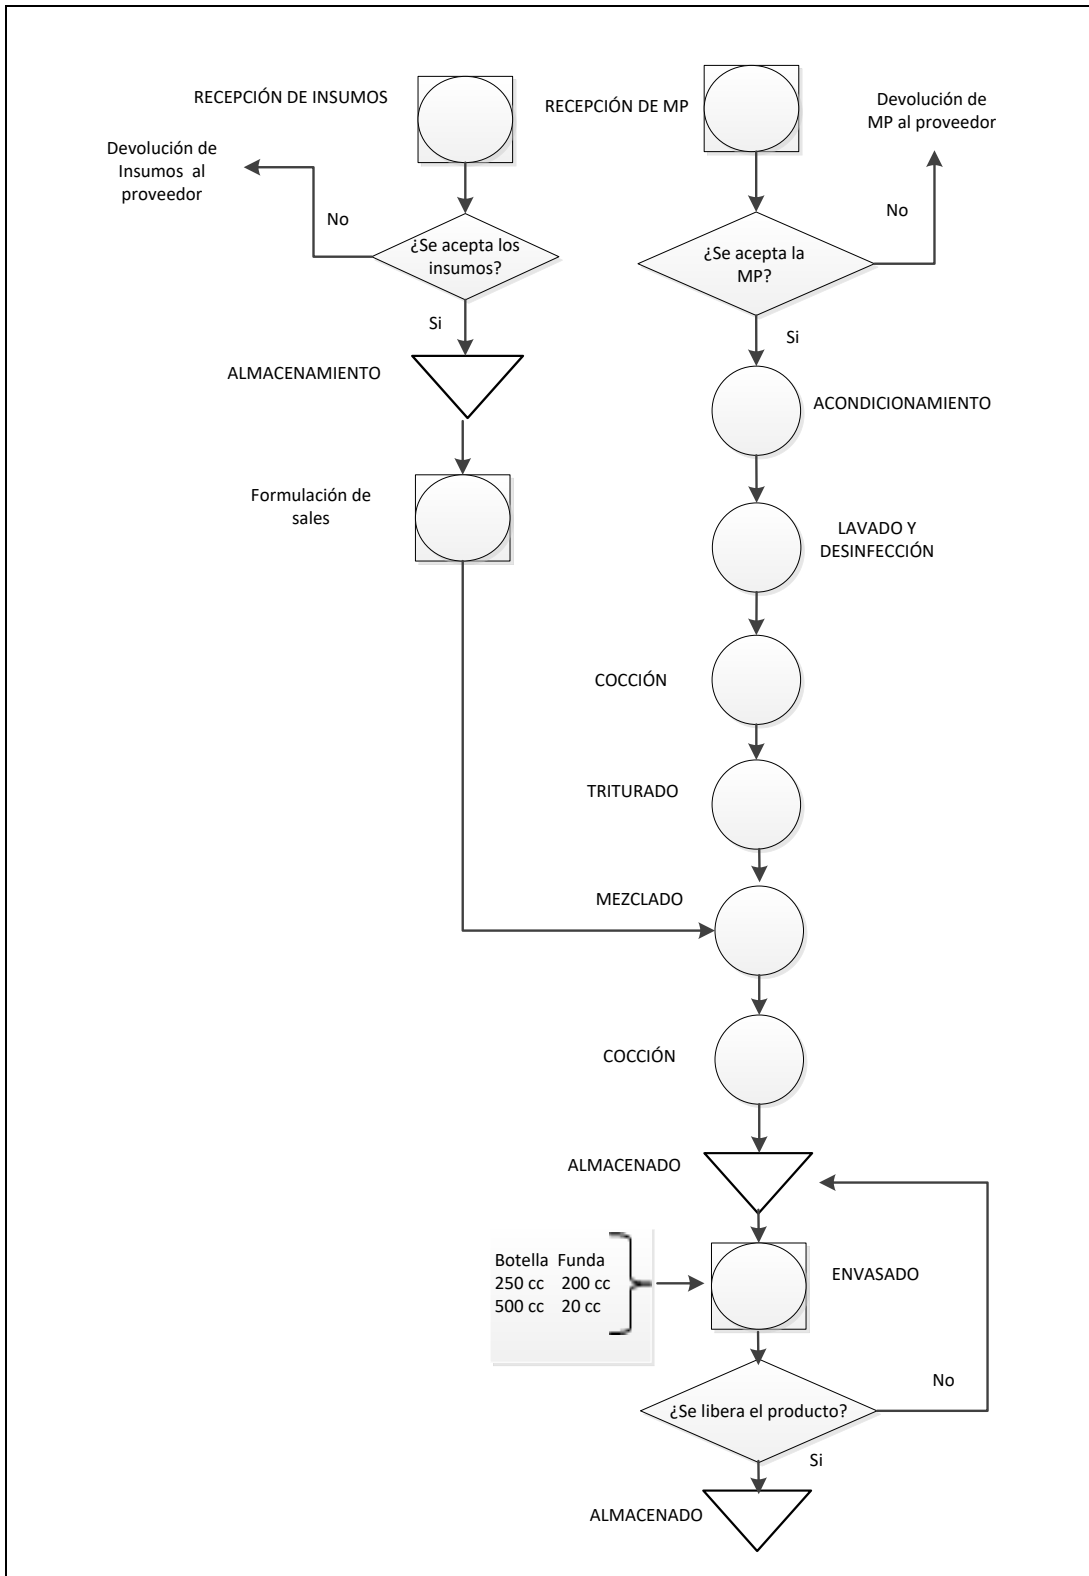 RECEPCIÓN DE INSUMOS
RECEPCIÓN DE MP
Devolución de
MP al proveedor
Devolución de
Insumos al
proveedor
No
No
¿Se acepta los
insumos?
¿Se acepta la
MP?
Si
Si
ALMACENAMIENTO
ACONDICIONAMIENTO
Formulación de
sales
LAVADO Y
DESINFECCIÓN
COCCIÓN
TRITURADO
MEZCLADO
COCCIÓN
ALMACENADO
Botella Funda
250 cc 200 cc
500 cc 20 cc
ENVASADO
No
¿Se libera el producto?
Si
ALMACENADO